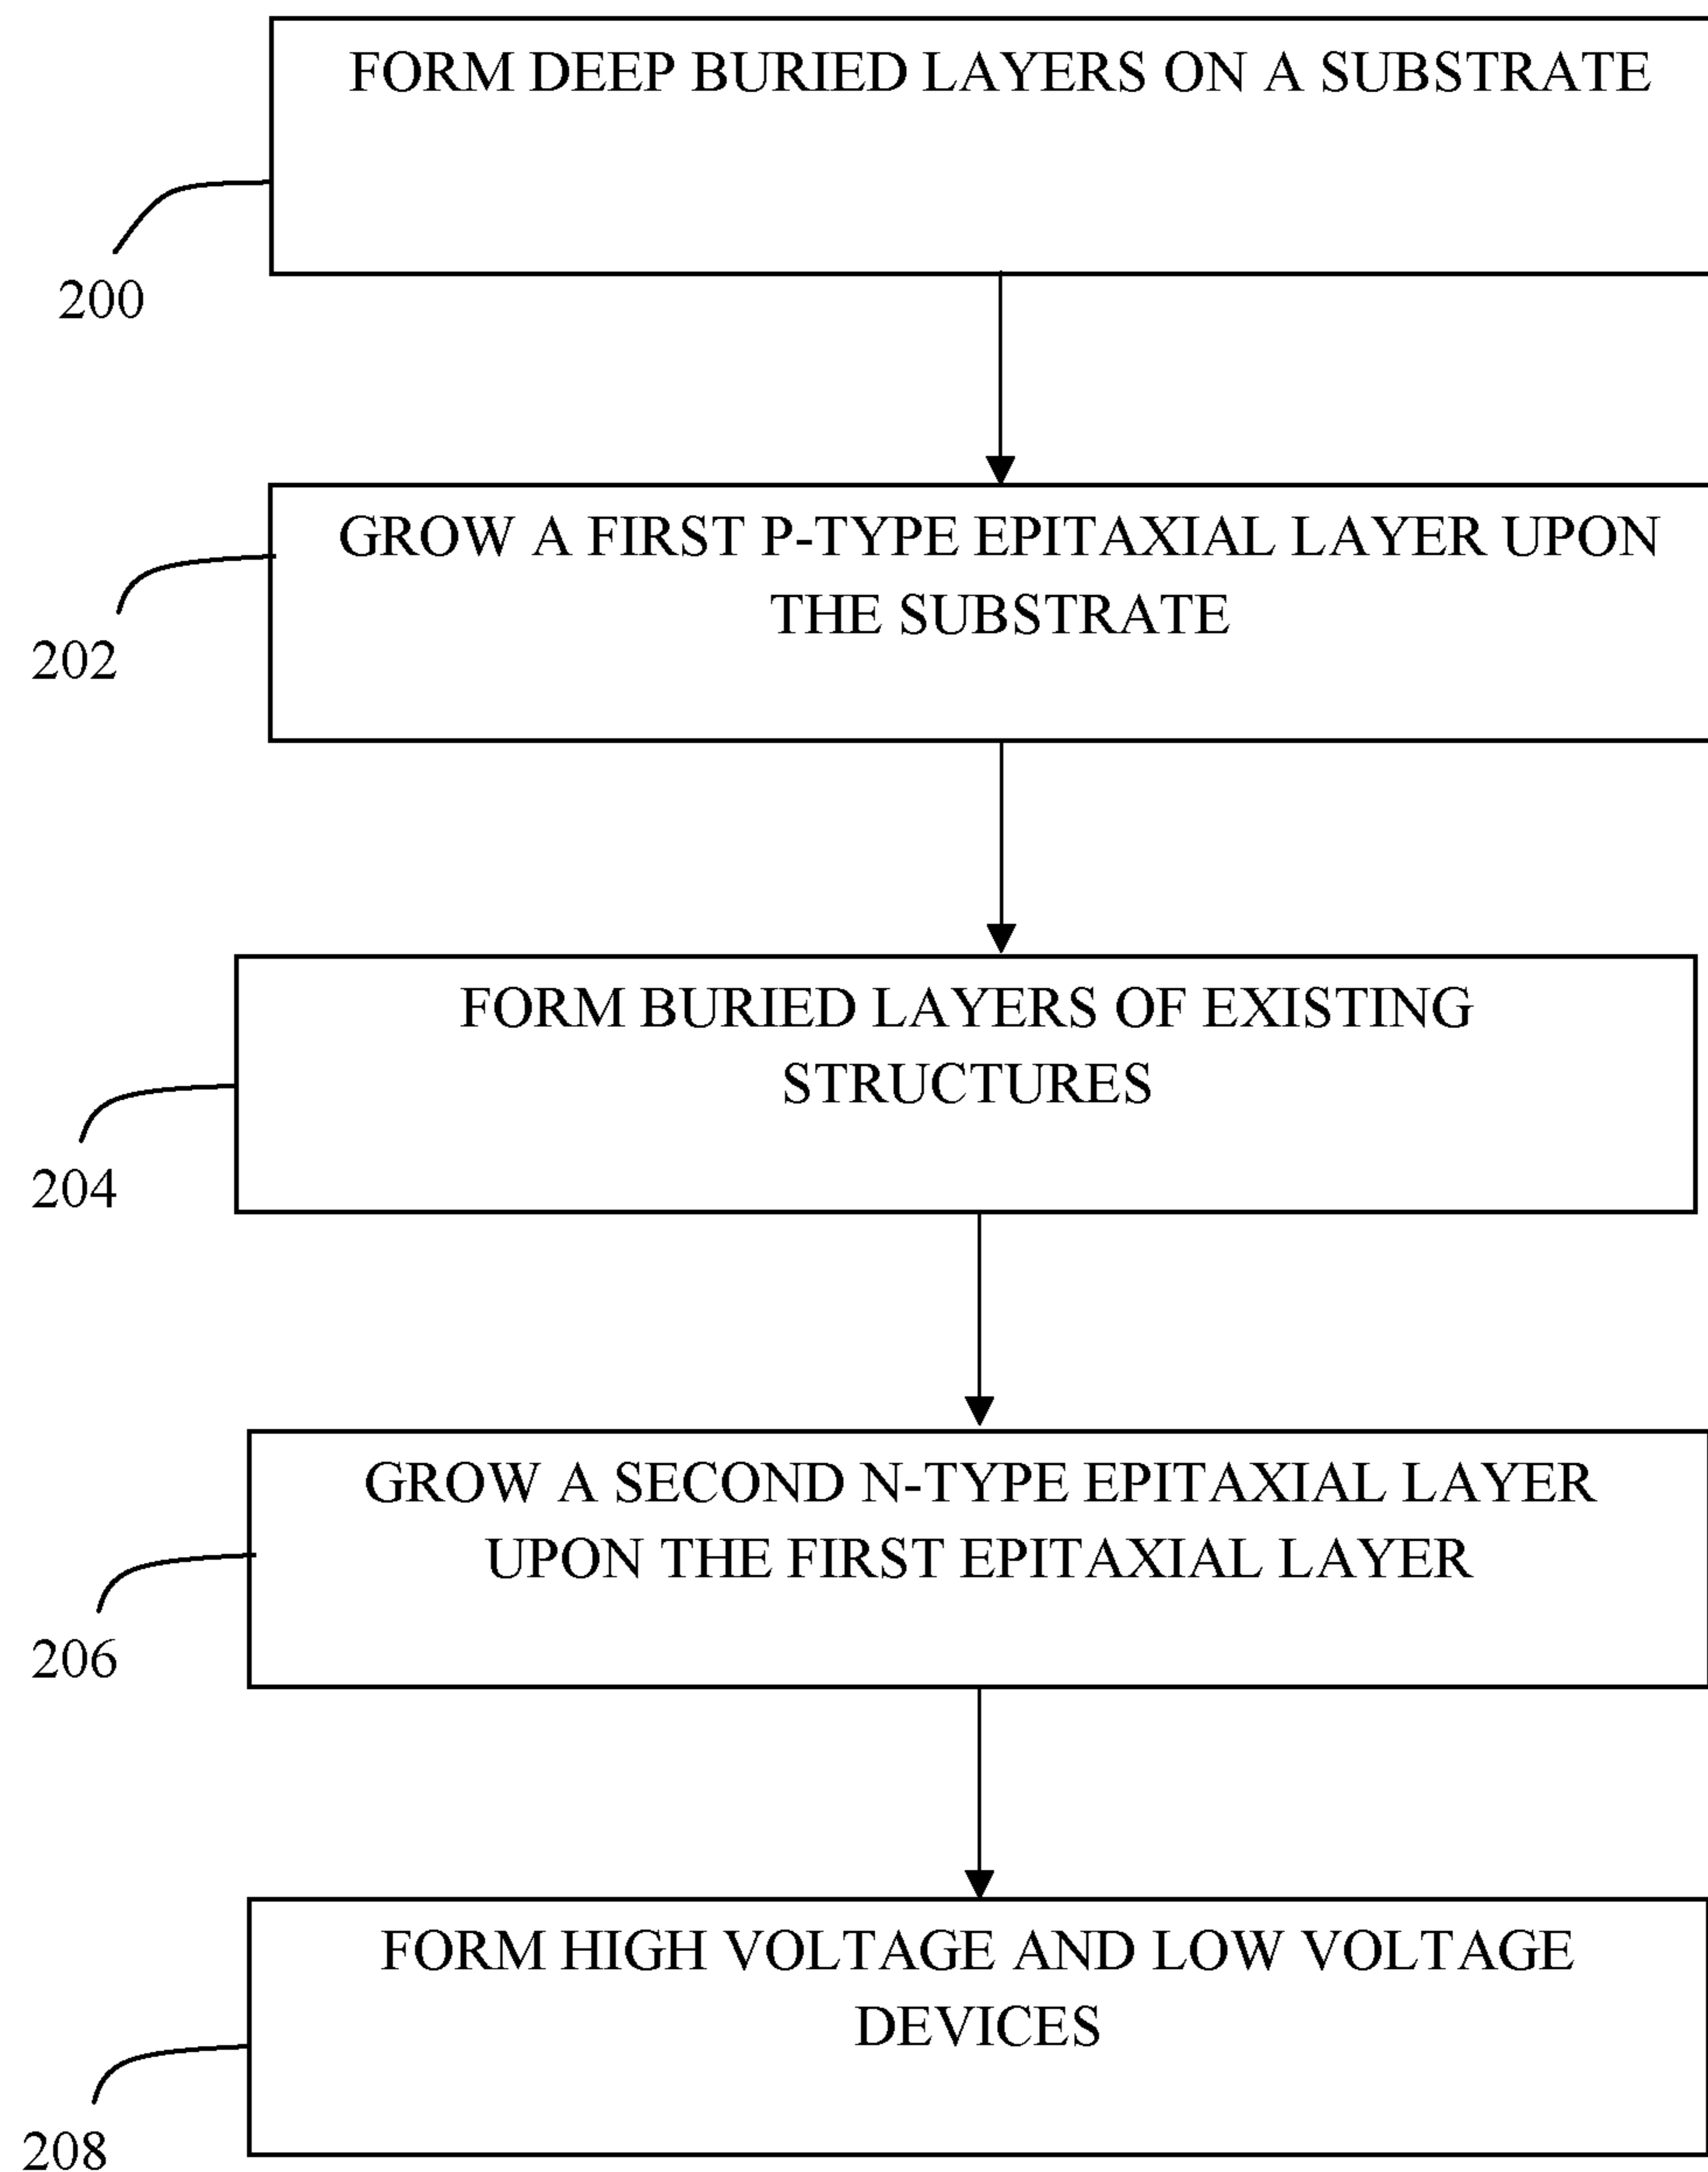 FORM DEEP BURIED LAYERS ON A SUBSTRATE
200
GROW A FIRST P-TYPE EPITAXIAL LAYER UPON
THE SUBSTRATE
202
FORM BURIED LAYERS OF EXISTING
STRUCTURES
204
GROW A SECOND N-TYPE EPITAXIAL LAYER
UPON THE FIRST EPITAXIAL LAYER
206
FORM HIGH VOLTAGE AND LOW VOLTAGE
DEVICES
208